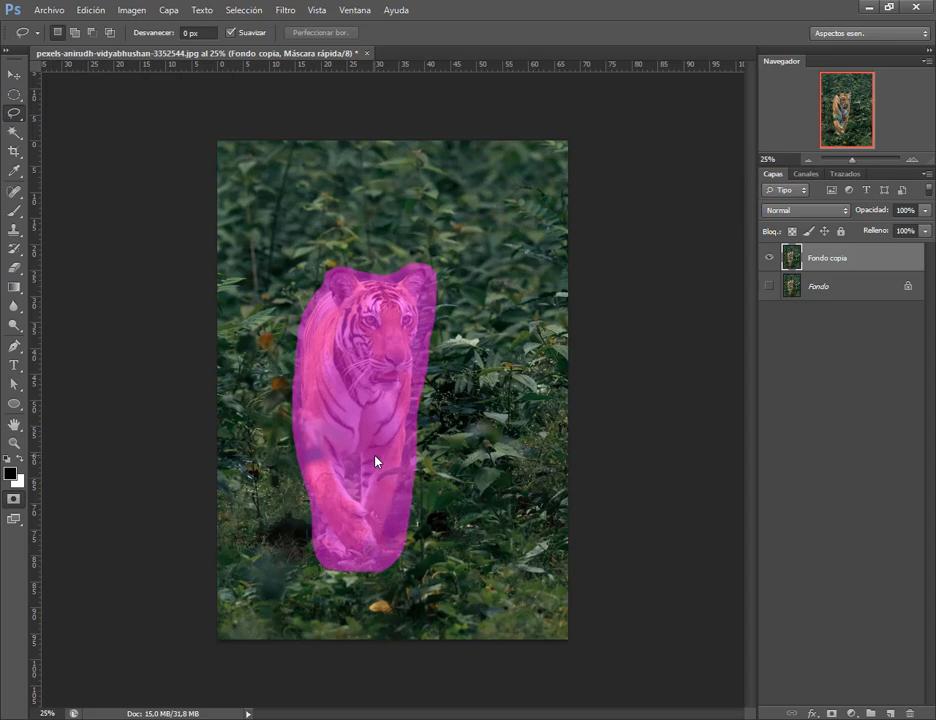 Ps Archivo Edición Imagen Capa Texto Selección Filtro Vista Ventana Ayuda
Desvanecer: 0 px Suavizar Perfeccionar bor. Aspectos esen.
pexels-anirudh-vidyabhushan-3352544.jpg al 25% (Fondo copia, Máscara rápida/8) * ×
Navegador
25%
Capas Canales Trazados
Tipo
Normal Opacidad: 100%
Bloq.: Relleno: 100%
Fondo copia
Fondo
T
25% Doc: 15,0 MB/31,8 MB
fx